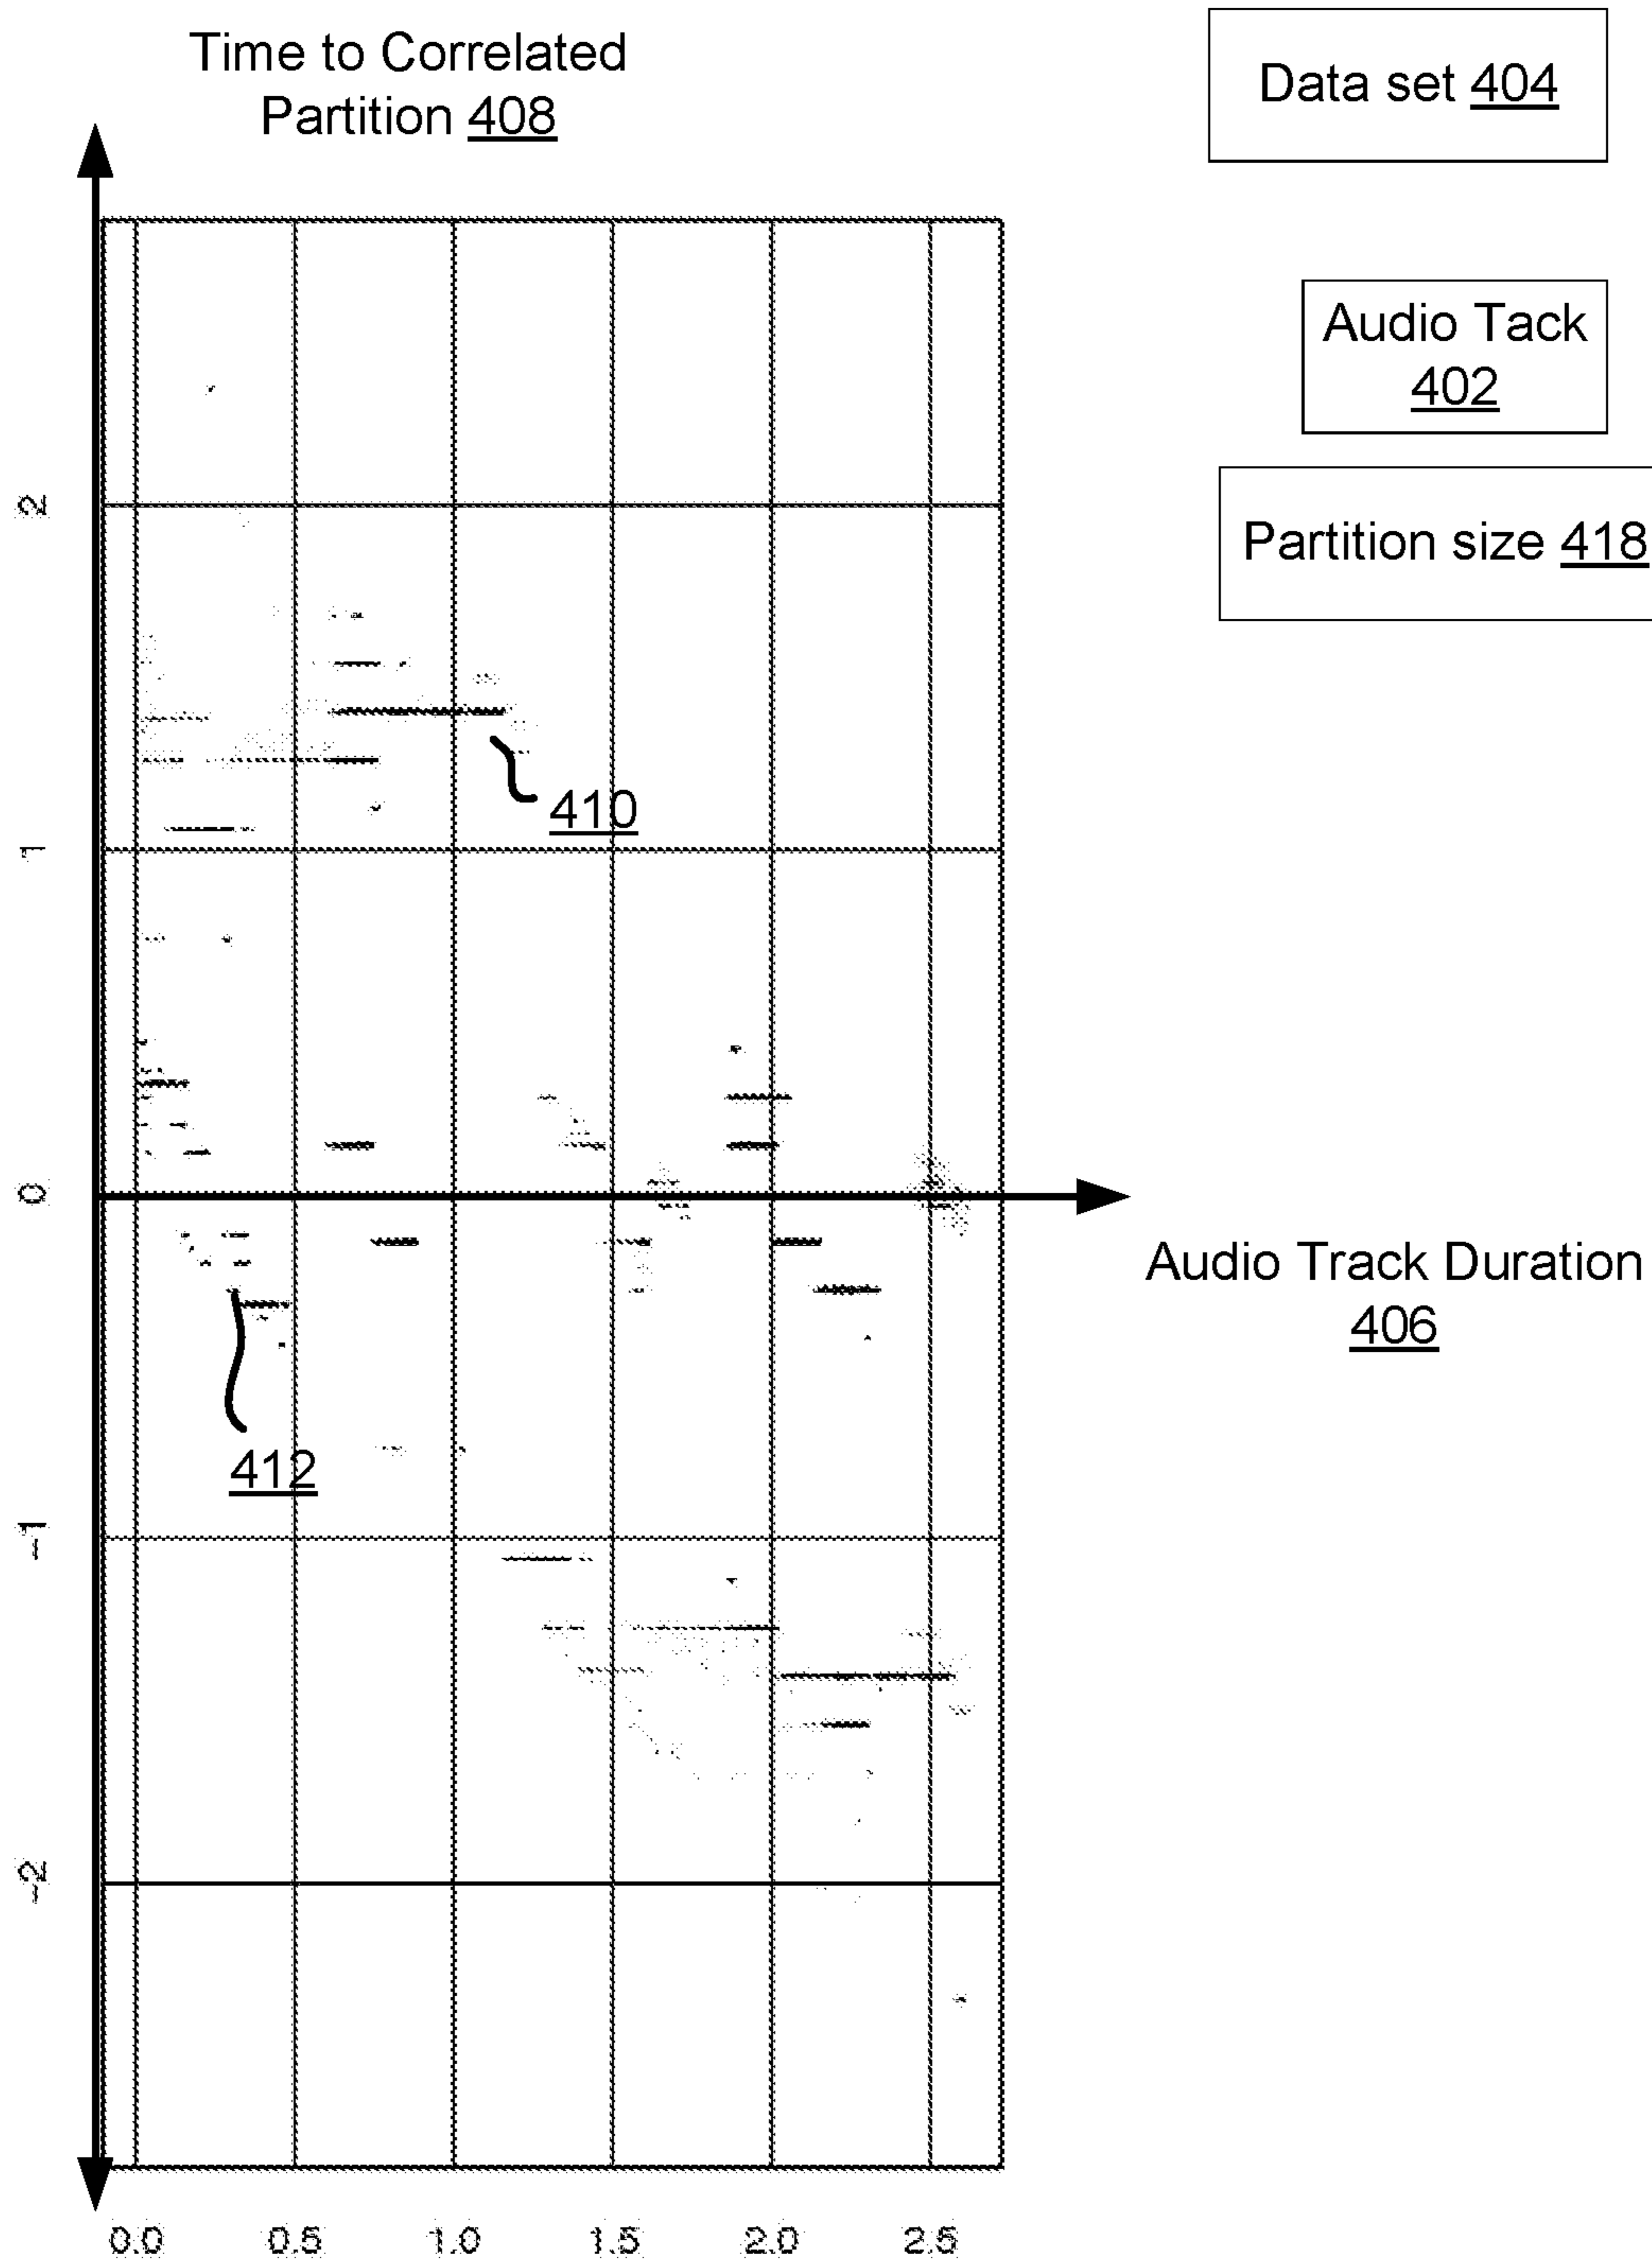 Time to Correlated
Partition 408
Data set 404
Audio Tack
402
Partition size 418
2
1
0
-1
-2
410
412
Audio Track Duration
406
0.0 0.5 1.0 1.5 2.0 2.5